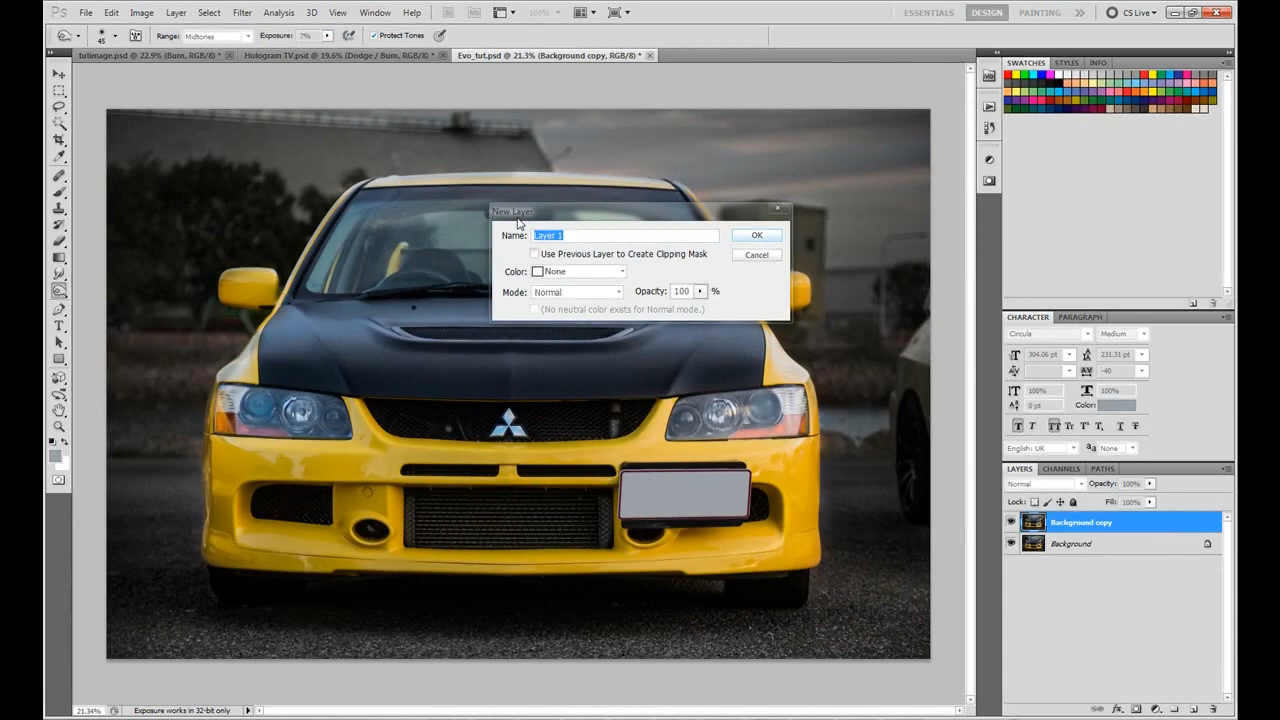 Ps File Edit Image Layer Select Filter Analysis 3D View Window Help 100% ESSENTIALS DESIGN PAINTING CS Live
45 Range: Midtones Exposure: 7% Protect Tones
tutimage.psd @ 22.9% (Burn, RGB/8) * Hologram TV.psd @ 19.6% (Dodge / Burn, RGB/8) * Evo_tut.psd @ 21.3% (Background copy, RGB/8) *
SWATCHES STYLES INFO
New Layer
Name: Layer 1 OK
Use Previous Layer to Create Clipping Mask Cancel
Color: None
Mode: Normal Opacity: 100 %
(No neutral color exists for Normal mode.)
CHARACTER PARAGRAPH
Circula Medium
304.06 pt 231.31 pt
-40
100% 100%
0 pt Color:
English: UK None
LAYERS CHANNELS PATHS
Normal Opacity: 100%
Lock: Fill: 100%
Background copy
Background
21.34% Exposure works in 32-bit only